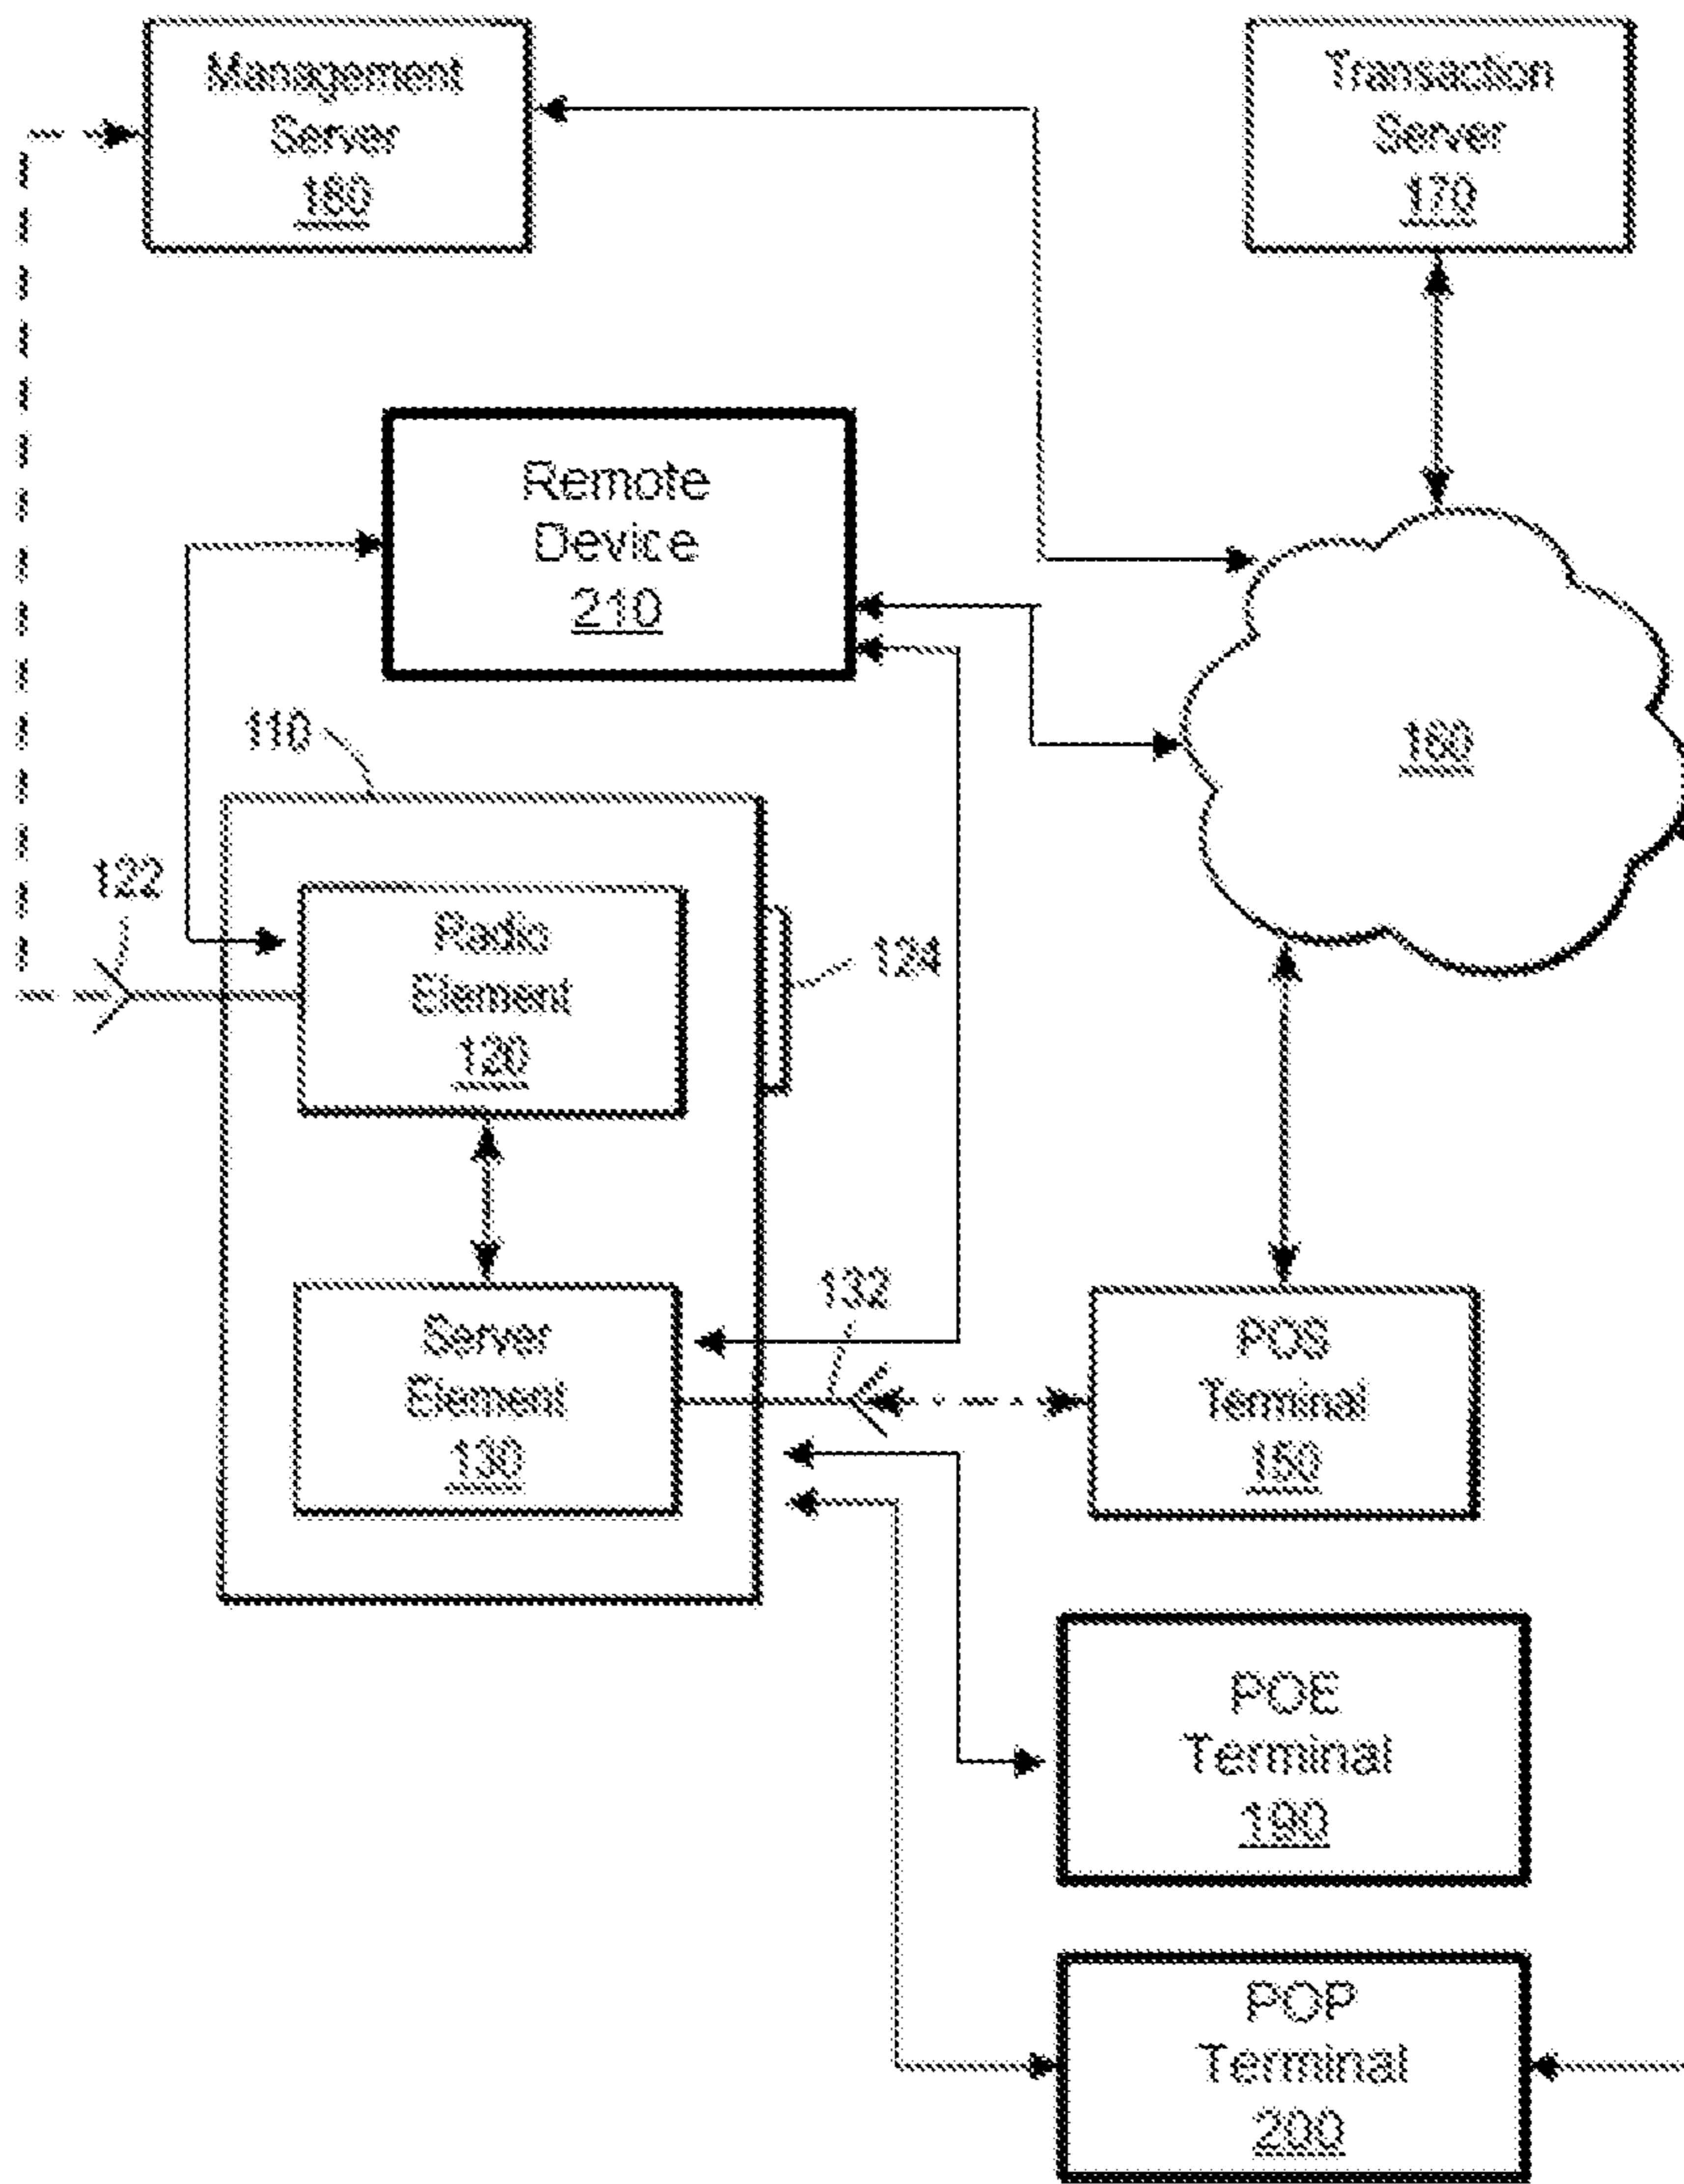 Management
Server
180
Transaction
Server
170
Remote
Device
210
110
160
122
Radio
Element
120
124
132
Server
Element
130
POS
Terminal
150
POE
Terminal
190
POP
Terminal
200